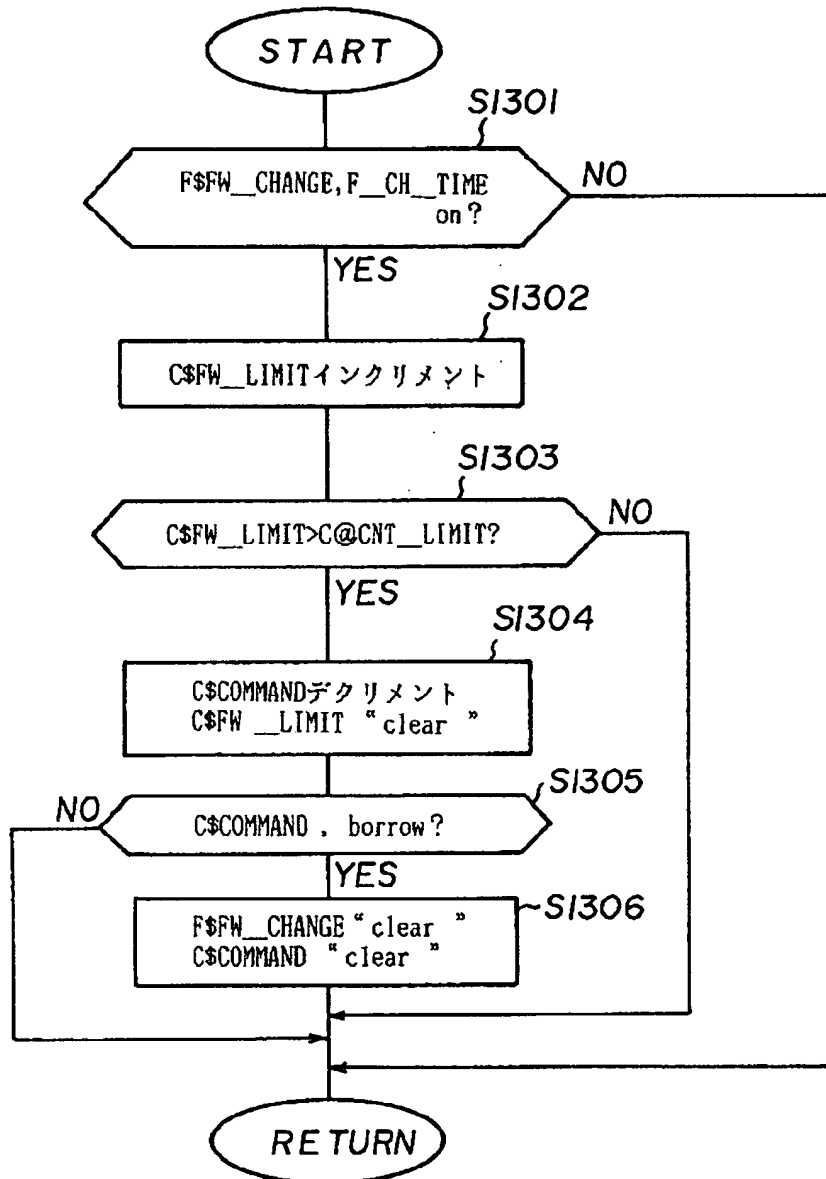 START
S1301
F$FW__CHANGE,F__CH__TIME
on?
NO
YES
S1302
C$FW__LIMITインクリメント
S1303
C$FW__LIMIT>C@CNT__LIMIT?
NO
YES
S1304
C$COMMANDデクリメント
C$FW __LIMIT “clear ”
S1305
NO
C$COMMAND . borrow?
YES
S1306
F$FW__CHANGE“clear ”
C$COMMAND “clear ”
RETURN